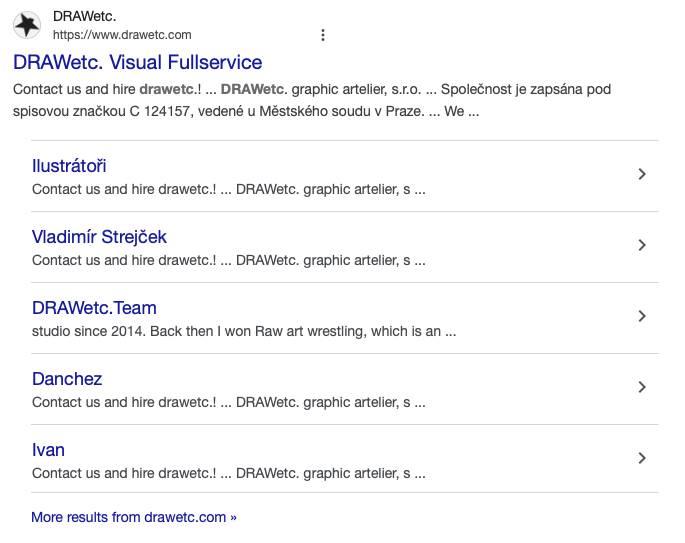 DRAWetc.
https://www.drawetc.com
DRAWetc. Visual Fullservice
Contact us and hire drawetc.! ... DRAWetc. graphic artelier, s.r.o. ... Společnost je zapsána pod
spisovou značkou C 124157, vedené u Městského soudu v Praze. ... We ...
Ilustrátoři
Contact us and hire drawetc.! ... DRAWetc. graphic artelier, s ...
Vladimír Strejček
Contact us and hire drawetc.! ... DRAWetc. graphic artelier, s ...
DRAWetc.Team
studio since 2014. Back then I won Raw art wrestling, which is an ...
Danchez
Contact us and hire drawetc.! ... DRAWetc. graphic artelier, s ...
Ivan
Contact us and hire drawetc.! ... DRAWetc. graphic artelier, s ...
More results from drawetc.com »